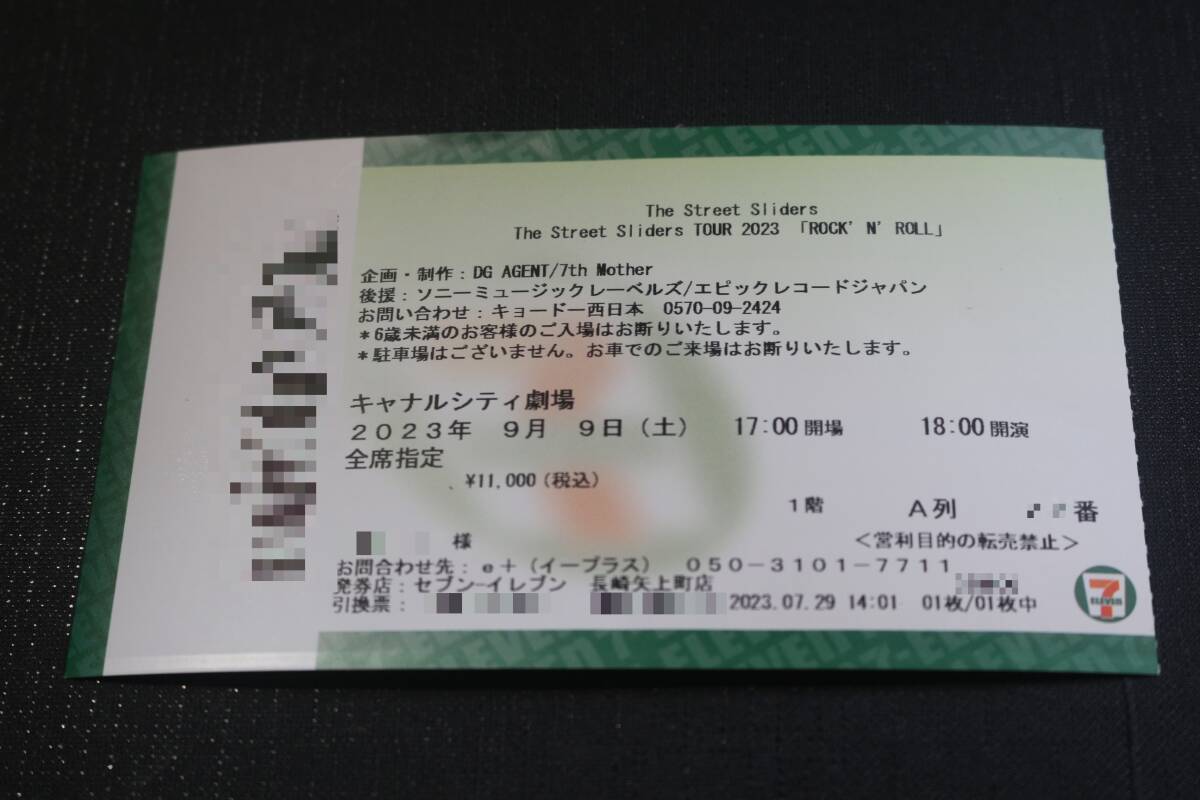 The Street Sliders
The Street Sliders TOUR 2023 「ROCK' N' ROLL」
企画・制作：DG AGENT/7th Mother
後援：ソニーミュージックレーベルズ/エピックレコードジャパン
お問い合わせ：キョードー西日本 0570-09-2424
＊6歳未満のお客様のご入場はお断りいたします。
＊駐車場はございません。お車でのご来場はお断りいたします。
キャナルシティ劇場
２０２３年 ９月 ９日（土） 17:00 開場 18:00 開演
全席指定
¥11,000（税込）
１階 Ａ列 番
様 ＜営利目的の転売禁止＞
お問合わせ先：ｅ＋（イープラス） ０５０－３１０１－７７１１
発券店：セブン-イレブン 長崎矢上町店
引換票： 2023.07.29 14:01 01枚/01枚中
7 ELEVEN